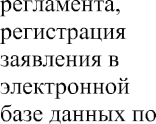 регламента,
регистрация
заявления в
электронной
базе данных по